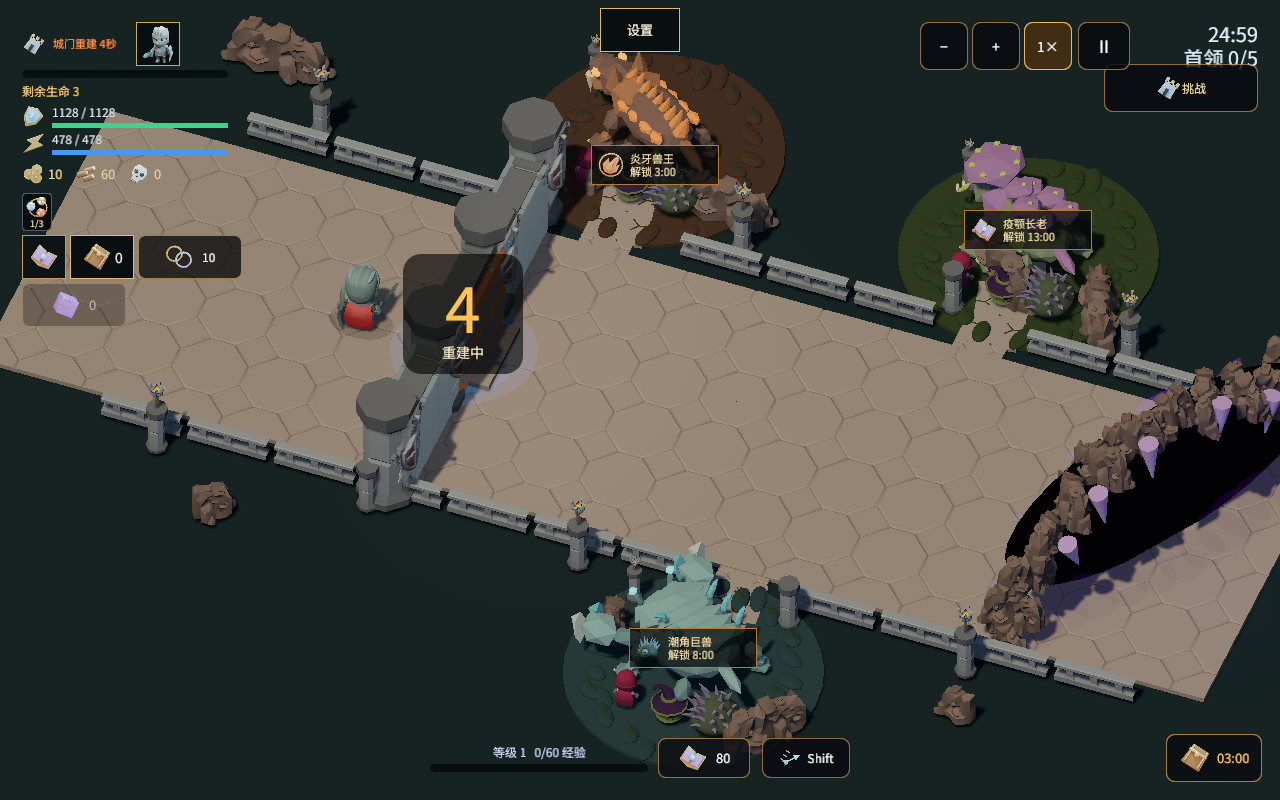 设置
城门重建 4秒
剩余生命 3
1128 / 1128
478 / 478
10
60
0
1/3
0
10
0
−
+
1×
24:59
首领 0/5
挑战
炎牙兽王
解锁 3:00
疫颚长老
解锁 13:00
4
重建中
潮角巨兽
解锁 8:00
等级 1 0/60 经验
80
Shift
03:00